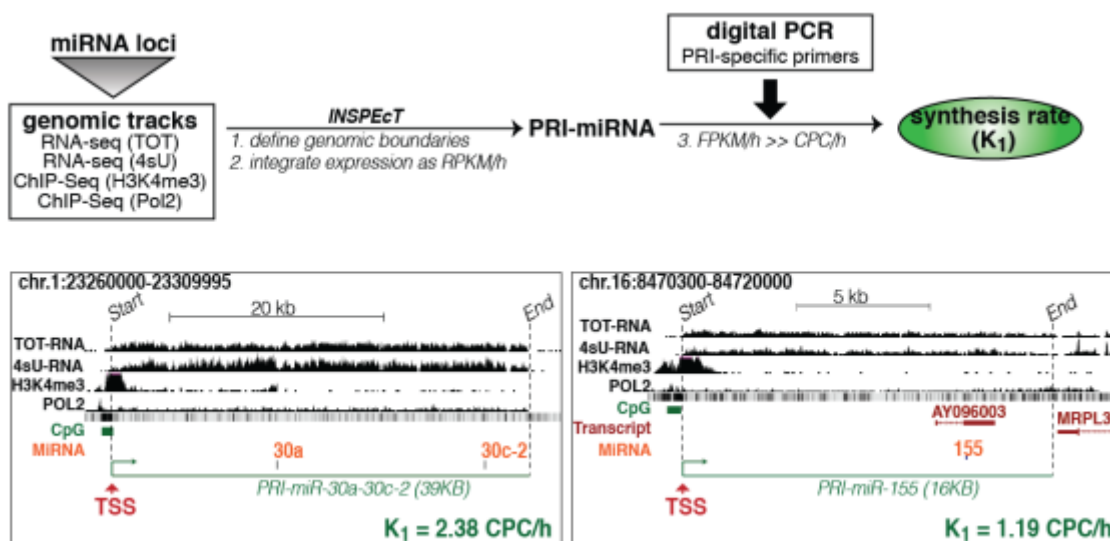 miRNA loci
genomic tracks
RNA-seq (TOT)
RNA-seq (4sU)
ChIP-Seq (H3K4me3)
ChIP-Seq (Pol2)
INSPEcT
1. define genomic boundaries
2. integrate expression as RPKM/h
PRI-miRNA
digital PCR
PRI-specific primers
3. FPKM/h >> CPC/h
synthesis rate
(K1)
chr.1:23260000-23309995
Start
20 kb
End
TOT-RNA
4sU-RNA
H3K4me3
POL2
CpG
MiRNA
30a
30c-2
PRI-miR-30a-30c-2 (39KB)
TSS
K1 = 2.38 CPC/h
chr.16:8470300-84720000
Start
5 kb
End
TOT-RNA
4sU-RNA
H3K4me3
POL2
CpG
AY096003
Transcript
MRPL3
MiRNA
155
PRI-miR-155 (16KB)
TSS
K1 = 1.19 CPC/h